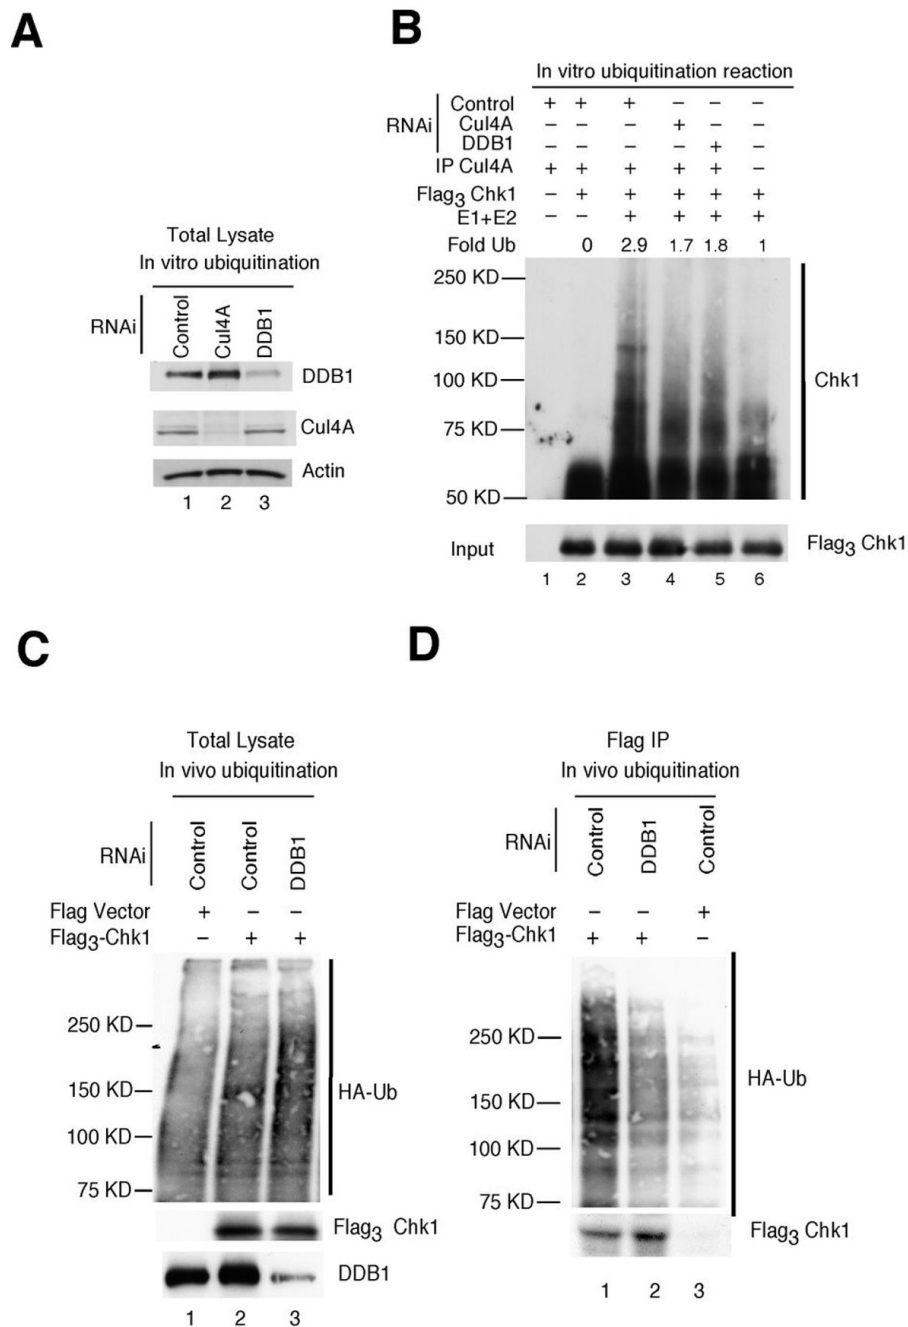 A
Total Lysate
In vitro ubiquitination
RNAi
Control
Cul4A
DDB1
DDB1
Cul4A
Actin
1 2 3
B
In vitro ubiquitination reaction
RNAi
Control + + + – – –
Cul4A – – – + – –
DDB1 – – – – + –
IP Cul4A + + + + + –
Flag3 Chk1 – + + + + +
E1+E2 – – + + + +
Fold Ub 0 2.9 1.7 1.8 1
250 KD
150 KD
100 KD
75 KD
50 KD
Chk1
Input
Flag3 Chk1
1 2 3 4 5 6
C
Total Lysate
In vivo ubiquitination
RNAi
Control
Control
DDB1
Flag Vector + – –
Flag3-Chk1 – + +
250 KD
150 KD
100 KD
75 KD
HA-Ub
Flag3 Chk1
DDB1
1 2 3
D
Flag IP
In vivo ubiquitination
RNAi
Control
DDB1
Control
Flag Vector – – +
Flag3-Chk1 + + –
250 KD
150 KD
100 KD
75 KD
HA-Ub
Flag3 Chk1
1 2 3